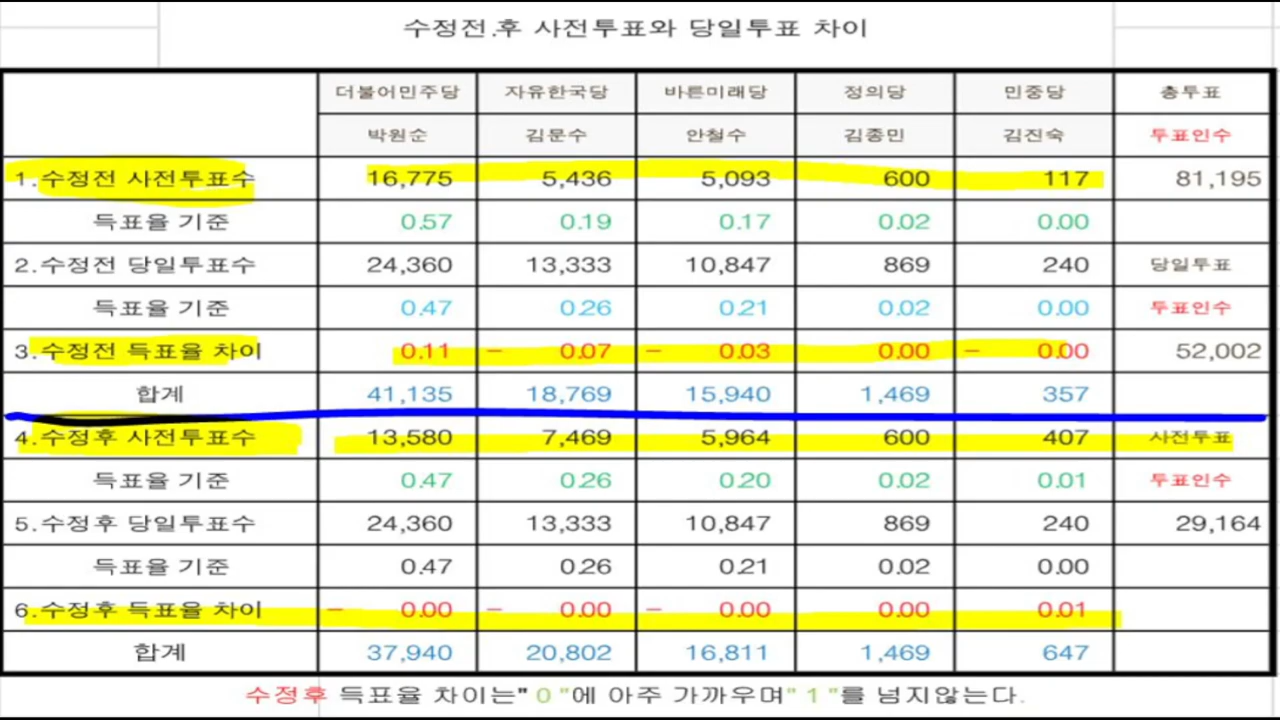 수정전.후 사전투표와 당일투표 차이
더불어민주당 자유한국당 바른미래당 정의당 민중당 총투표
박원순 김문수 안철수 김종민 김진숙 투표인수
1.수정전 사전투표수 16,775 5,436 5,093 600 117 81,195
득표율 기준 0.57 0.19 0.17 0.02 0.00
2.수정전 당일투표수 24,360 13,333 10,847 869 240 당일투표
득표율 기준 0.47 0.26 0.21 0.02 0.00 투표인수
3.수정전 득표율 차이 0.11 - 0.07 - 0.03 0.00 - 0.00 52,002
합계 41,135 18,769 15,940 1,469 357
4.수정후 사전투표수 13,580 7,469 5,964 600 407 사전투표
득표율 기준 0.47 0.26 0.20 0.02 0.01 투표인수
5.수정후 당일투표수 24,360 13,333 10,847 869 240 29,164
득표율 기준 0.47 0.26 0.21 0.02 0.00
6.수정후 득표율 차이 - 0.00 - 0.00 - 0.00 0.00 0.01
합계 37,940 20,802 16,811 1,469 647
수정후 득표율 차이는" 0 "에 아주 가까우며" 1 "를 넘지않는다.